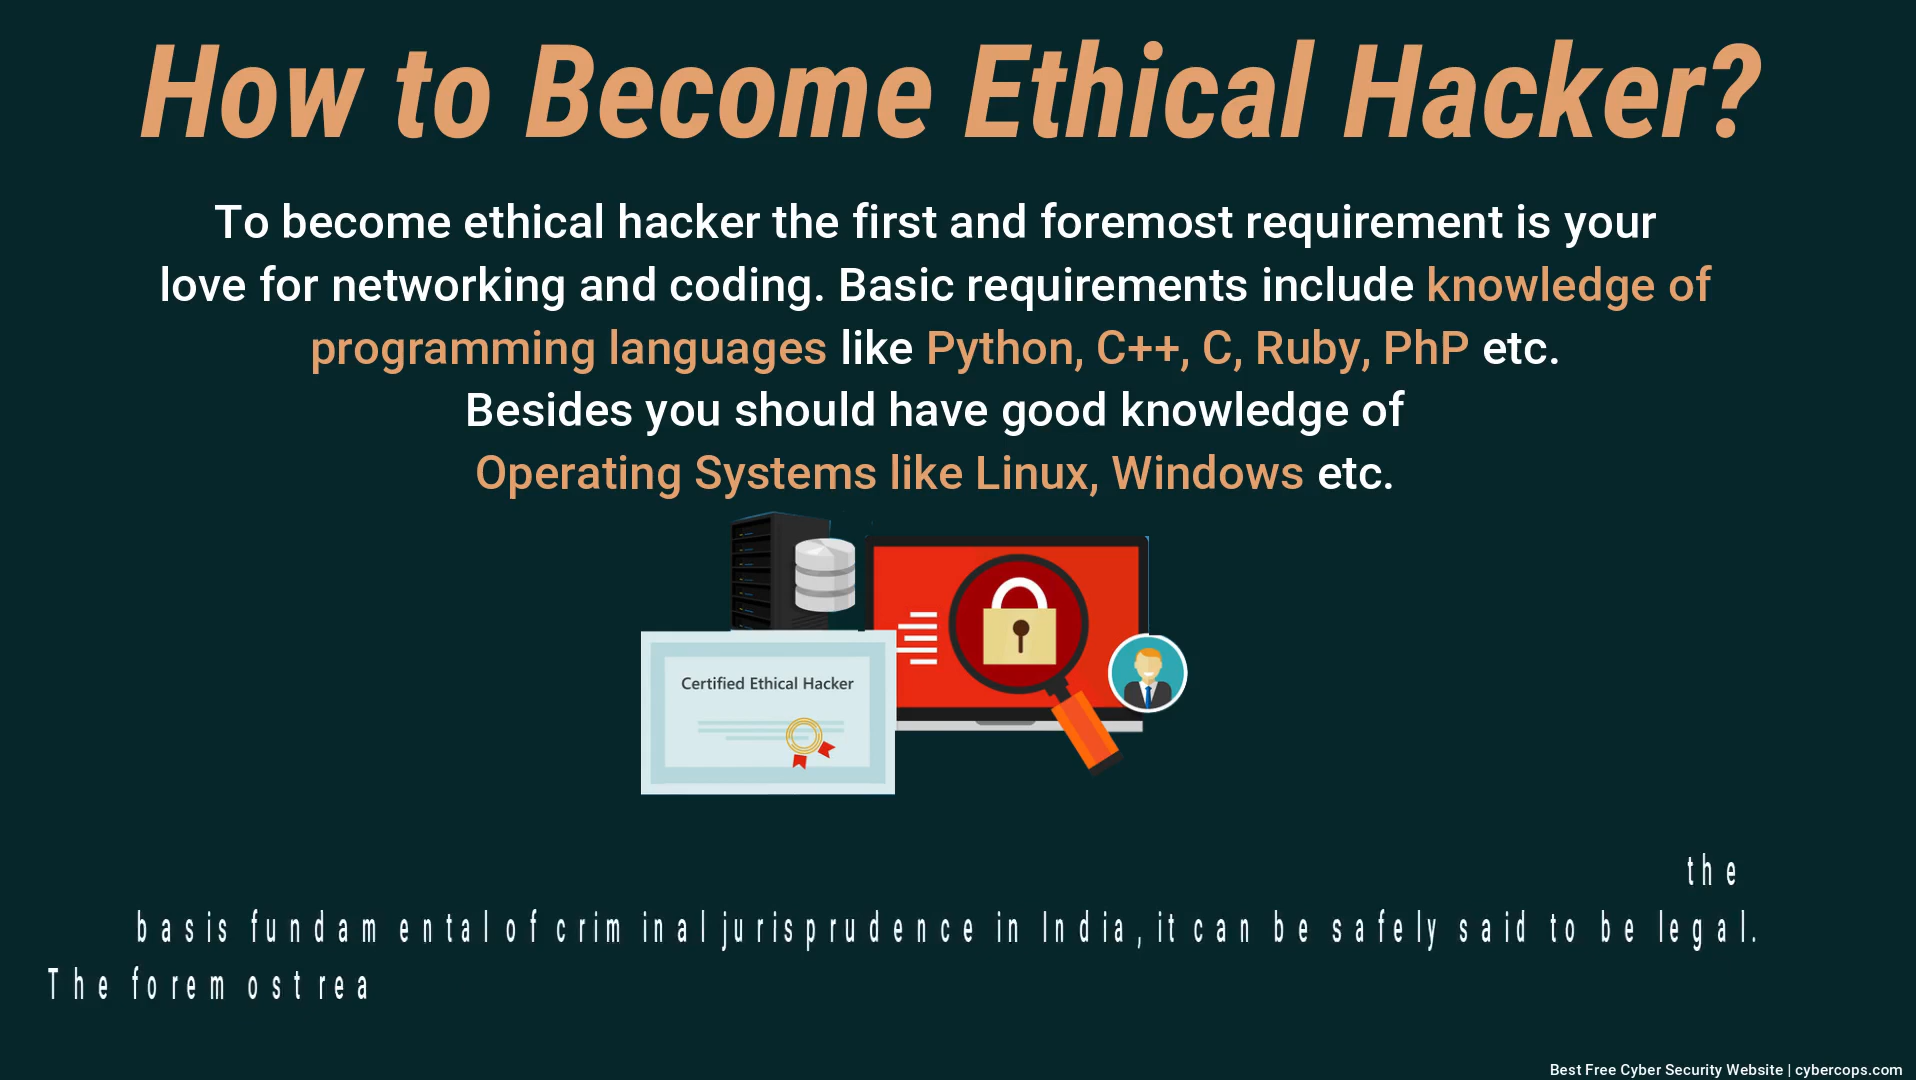 How to Become Ethical Hacker?
To become ethical hacker the first and foremost requirement is your
love for networking and coding. Basic requirements include knowledge of
programming languages like Python, C++, C, Ruby, PhP etc.
Besides you should have good knowledge of
Operating Systems like Linux, Windows etc.
Certified Ethical Hacker
the
basis fundamental of criminal jurisprudence in India, it can be safely said to be legal.
The foremost rea
Best Free Cyber Security Website | cybercops.com